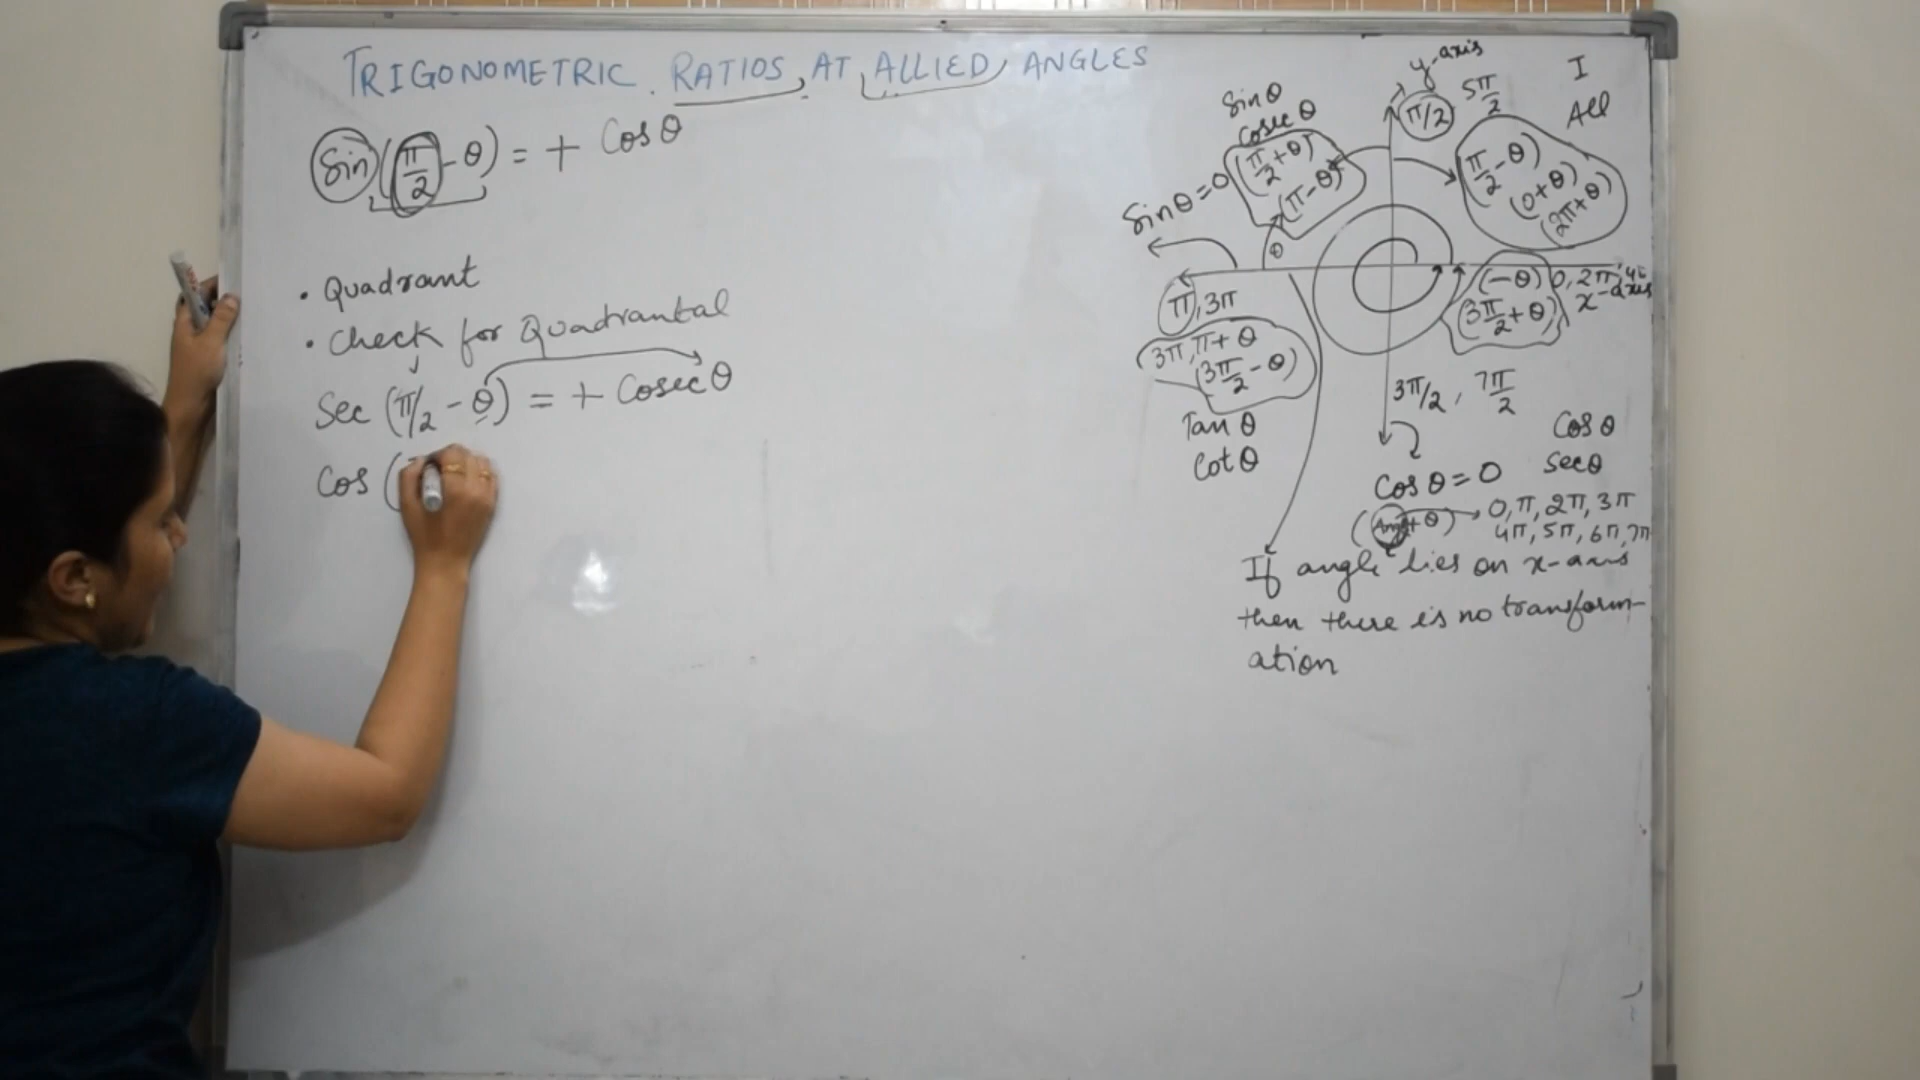 TRIGONOMETRIC RATIOS AT ALLIED ANGLES
Sin (π/2 - θ) = + Cos θ
• Quadrant
• Check for Quadrantal
Sec (π/2 - θ) = + Cosec θ
Cos (
y-axis
π/2 5π/2
I
All
π/2 - θ)
(0+θ)
(2π+θ)
Sin θ
Cosec θ
(π/2 + θ)
(π-θ)
Sin θ = 0
θ
(-θ) 0, 2π, 4π
x-axis
(3π/2 + θ)
π, 3π
3π, π+θ
(3π/2 - θ)
Tan θ
Cot θ
3π/2, 7π/2
Cos θ
Sec θ
Cos θ = 0
+ θ) → 0, π, 2π, 3π
4π, 5π, 6π, 7π
If angle lies on x-axis
then there is no transform-
ation